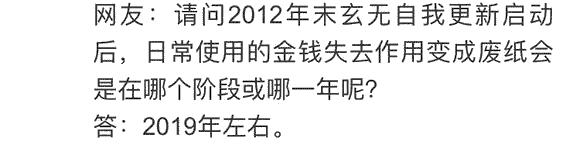 网友：请问2012年末玄无自我更新启动
后，日常使用的金钱失去作用变成废纸会
是在哪个阶段或哪一年呢?
答：2019年左右。